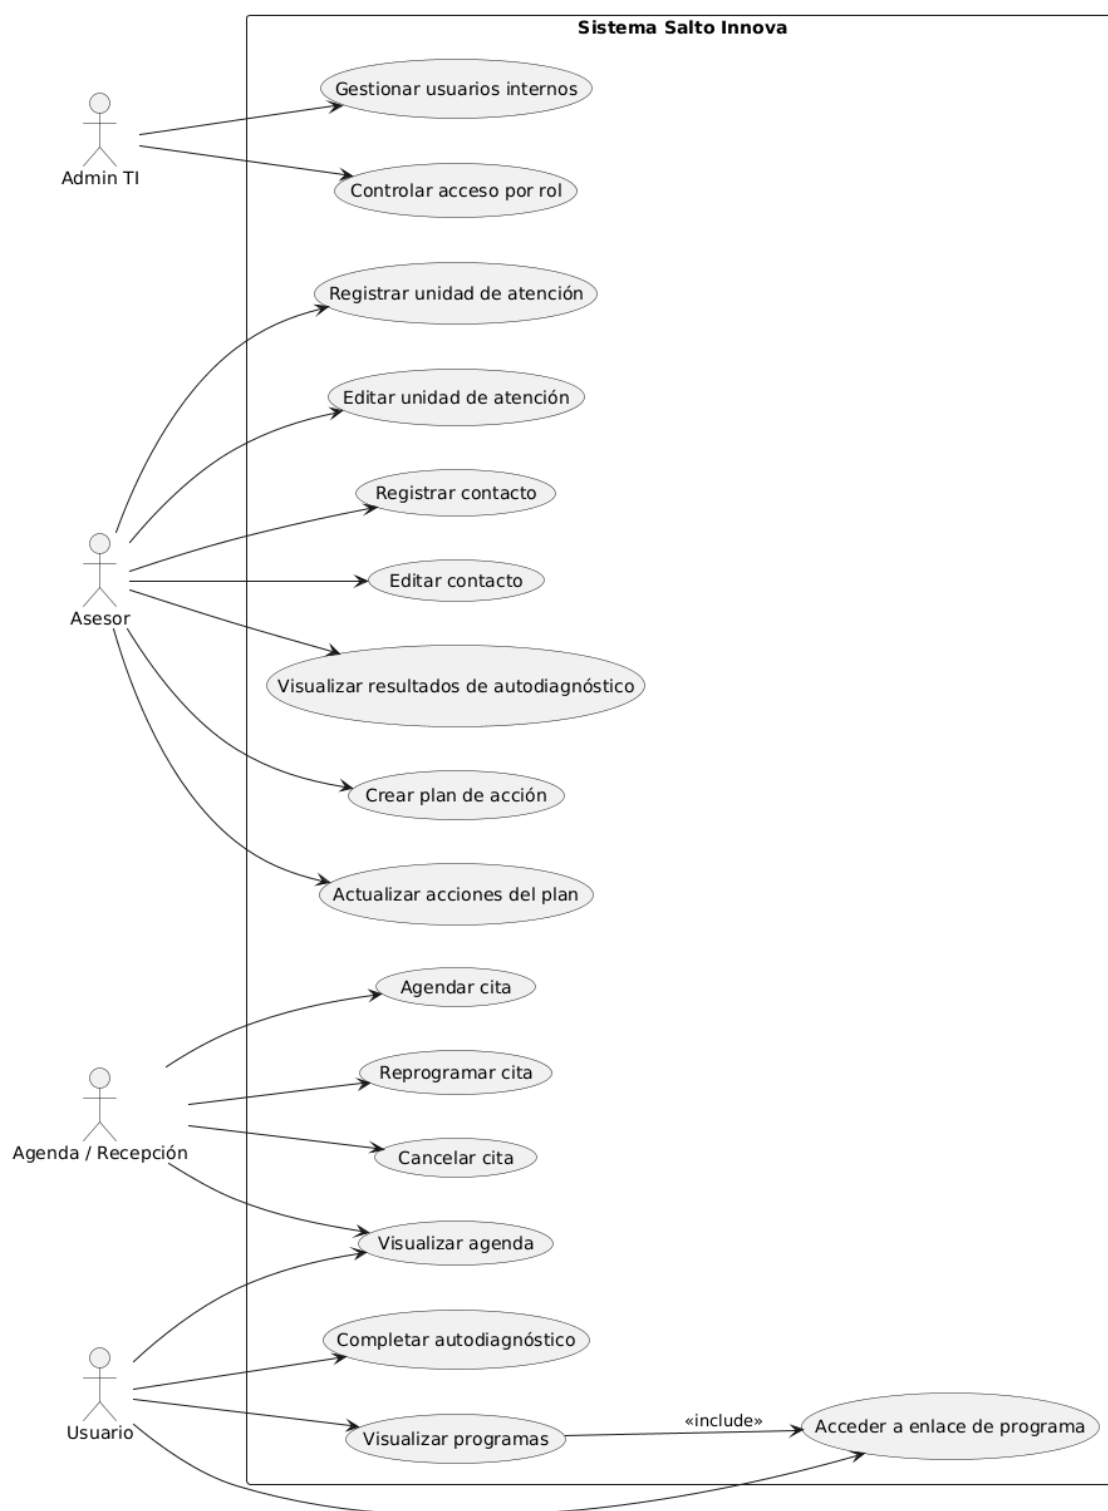 Sistema Salto Innova
Gestionar usuarios internos
Admin TI
Controlar acceso por rol
Registrar unidad de atención
Editar unidad de atención
Registrar contacto
Editar contacto
Asesor
Visualizar resultados de autodiagnóstico
Crear plan de acción
Actualizar acciones del plan
Agendar cita
Reprogramar cita
Agenda / Recepción
Cancelar cita
Visualizar agenda
Completar autodiagnóstico
Usuario
Visualizar programas
«include»
Acceder a enlace de programa